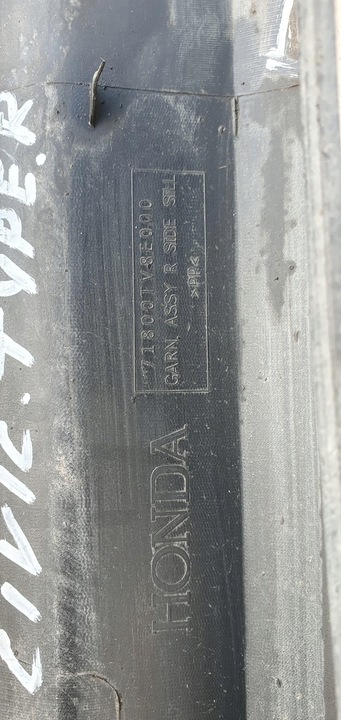 CIVIC TYPE.R
HONDA
71800TV8E000
GARN ASSY R SIDE SILL
>PP<